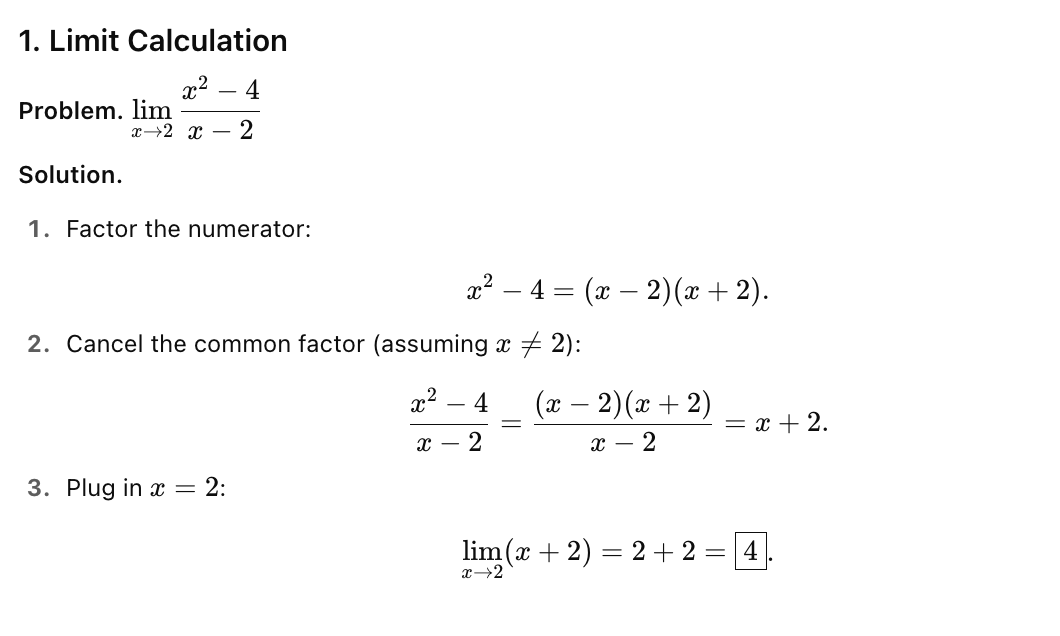 1. Limit Calculation
Problem. \lim_{x \to 2} \frac{x^2 - 4}{x - 2}
Solution.
1. Factor the numerator:
x^2 - 4 = (x - 2)(x + 2).
2. Cancel the common factor (assuming x \neq 2):
\frac{x^2 - 4}{x - 2} = \frac{(x - 2)(x + 2)}{x - 2} = x + 2.
3. Plug in x = 2:
\lim_{x \to 2} (x + 2) = 2 + 2 = \boxed{4}.